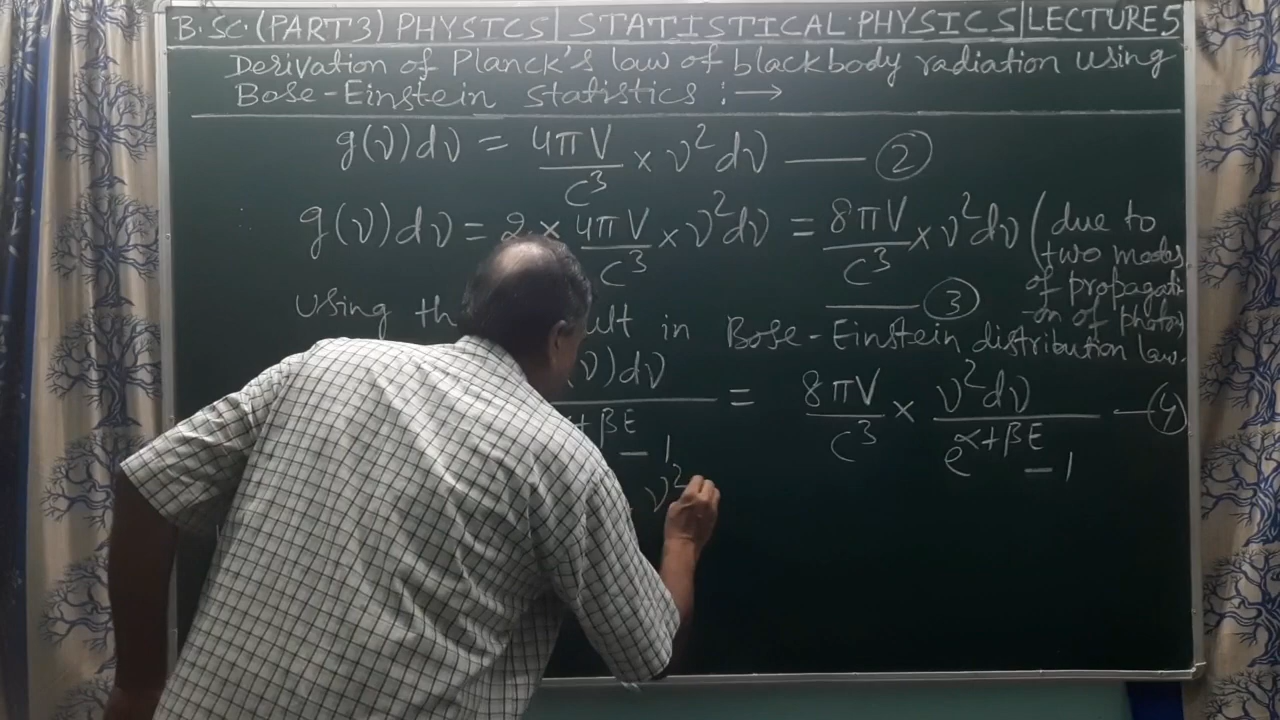 B.SC. (PART 3) PHYSICS | STATISTICAL PHYSICS | LECTURE 5
Derivation of Planck's law of blackbody radiation using
Bose-Einstein statistics : →
g(ν)dν = 4πV/c³ × ν²dν —— ②
g(ν)dν = 2 × 4πV/c³ × ν²dν = 8πV/c³ × ν²dν (due to
two modes
of propagati
-on of photon)
—— ③
Using in Bose-Einstein distribution law.
ν)dν / +βE −1 = 8πV/c³ × ν²dν / e^(α+βE) −1 — ④
ν²